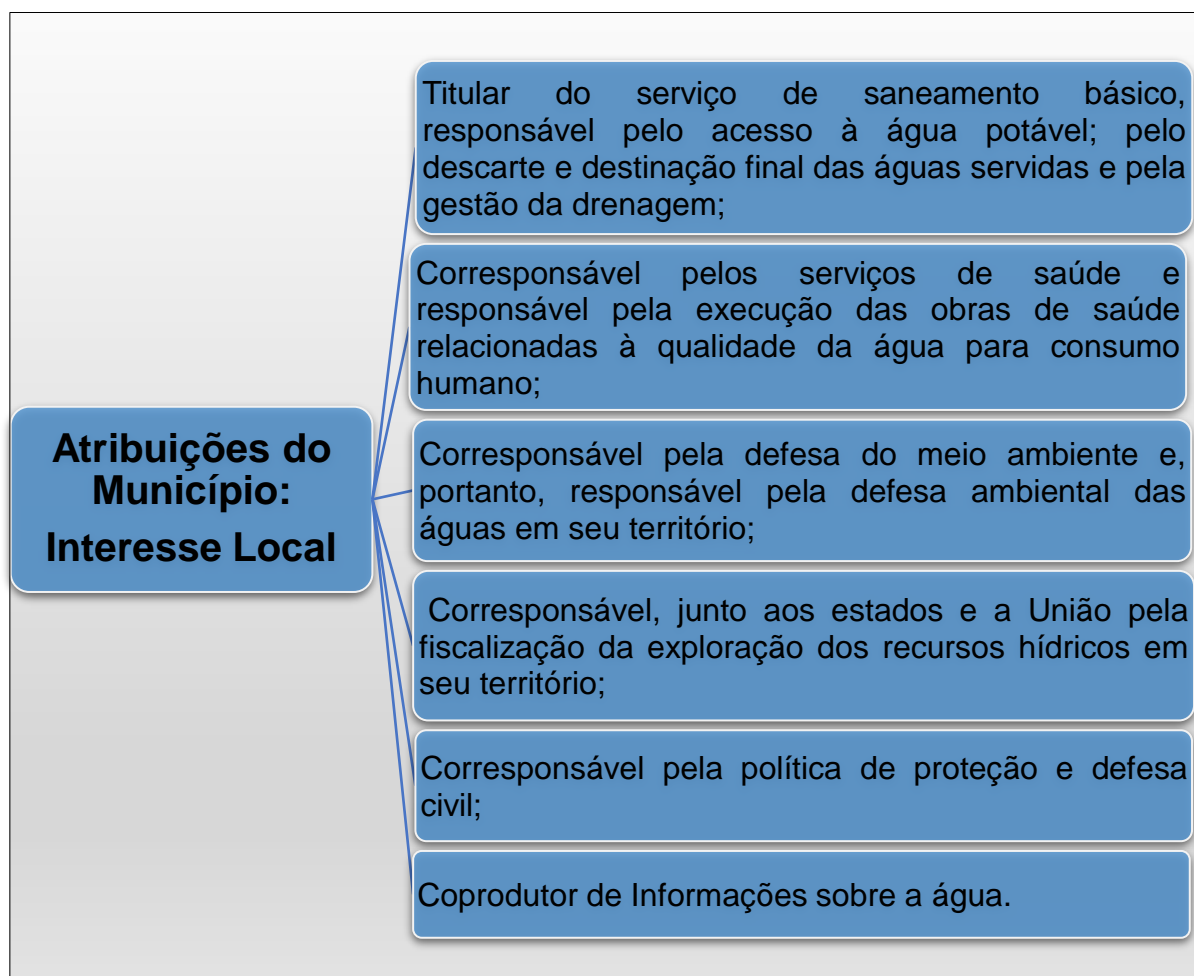 Atribuições do
Município:
Interesse Local
Titular do serviço de saneamento básico,
responsável pelo acesso à água potável; pelo
descarte e destinação final das águas servidas e pela
gestão da drenagem;
Corresponsável pelos serviços de saúde e
responsável pela execução das obras de saúde
relacionadas à qualidade da água para consumo
humano;
Corresponsável pela defesa do meio ambiente e,
portanto, responsável pela defesa ambiental das
águas em seu território;
Corresponsável, junto aos estados e a União pela
fiscalização da exploração dos recursos hídricos em
seu território;
Corresponsável pela política de proteção e defesa
civil;
Coprodutor de Informações sobre a água.